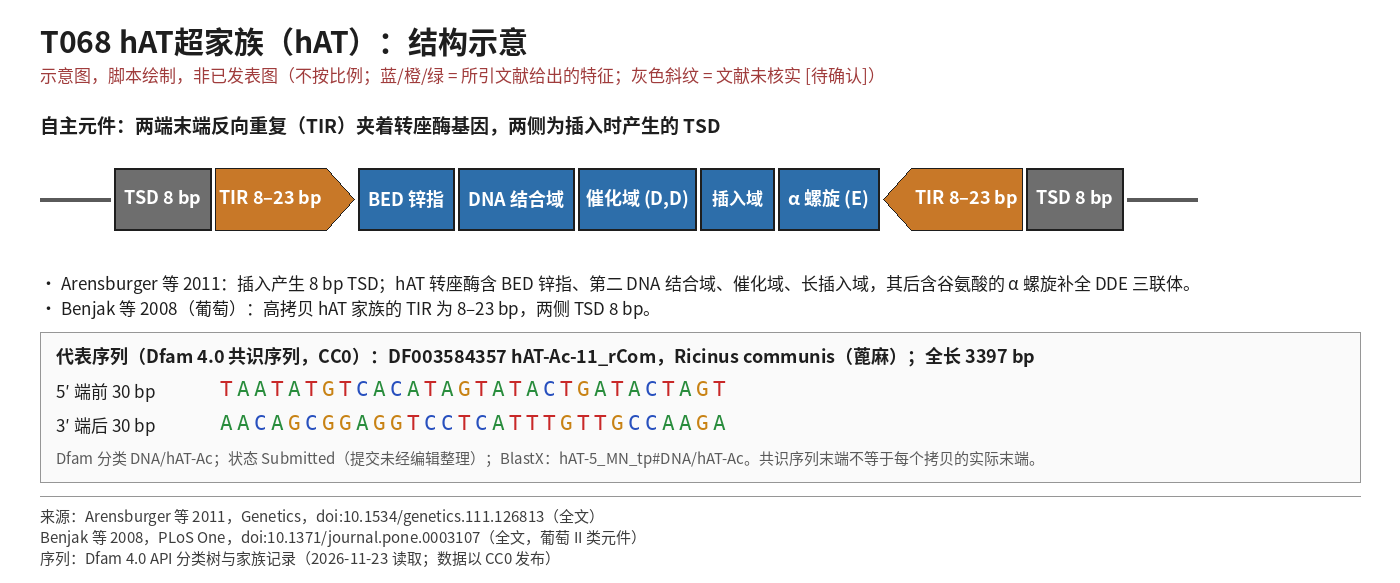 T068 hAT超家族（hAT）：结构示意
示意图，脚本绘制，非已发表图（不按比例；蓝/橙/绿 = 所引文献给出的特征；灰色斜纹 = 文献未核实 [待确认]）
自主元件：两端末端反向重复（TIR）夹着转座酶基因，两侧为插入时产生的 TSD
TSD 8 bp TIR 8–23 bp BED 锌指 DNA 结合域 催化域 (D,D) 插入域 α 螺旋 (E) TIR 8–23 bp TSD 8 bp
· Arensburger 等 2011：插入产生 8 bp TSD；hAT 转座酶含 BED 锌指、第二 DNA 结合域、催化域、长插入域，其后含谷氨酸的 α 螺旋补全 DDE 三联体。
· Benjak 等 2008（葡萄）：高拷贝 hAT 家族的 TIR 为 8–23 bp，两侧 TSD 8 bp。
代表序列（Dfam 4.0 共识序列，CC0）：DF003584357 hAT-Ac-11_rCom，Ricinus communis（蓖麻）；全长 3397 bp
5′ 端前 30 bp TAATATGTCACATAGTATACTGATACTAGT
3′ 端后 30 bp AACAGCGGAGGTCCTCATTTGTTGCCAAGA
Dfam 分类 DNA/hAT-Ac；状态 Submitted（提交未经编辑整理）；BlastX：hAT-5_MN_tp#DNA/hAT-Ac。共识序列末端不等于每个拷贝的实际末端。
来源：Arensburger 等 2011，Genetics，doi:10.1534/genetics.111.126813（全文）
Benjak 等 2008，PLoS One，doi:10.1371/journal.pone.0003107（全文，葡萄 II 类元件）
序列：Dfam 4.0 API 分类树与家族记录（2026-11-23 读取；数据以 CC0 发布）